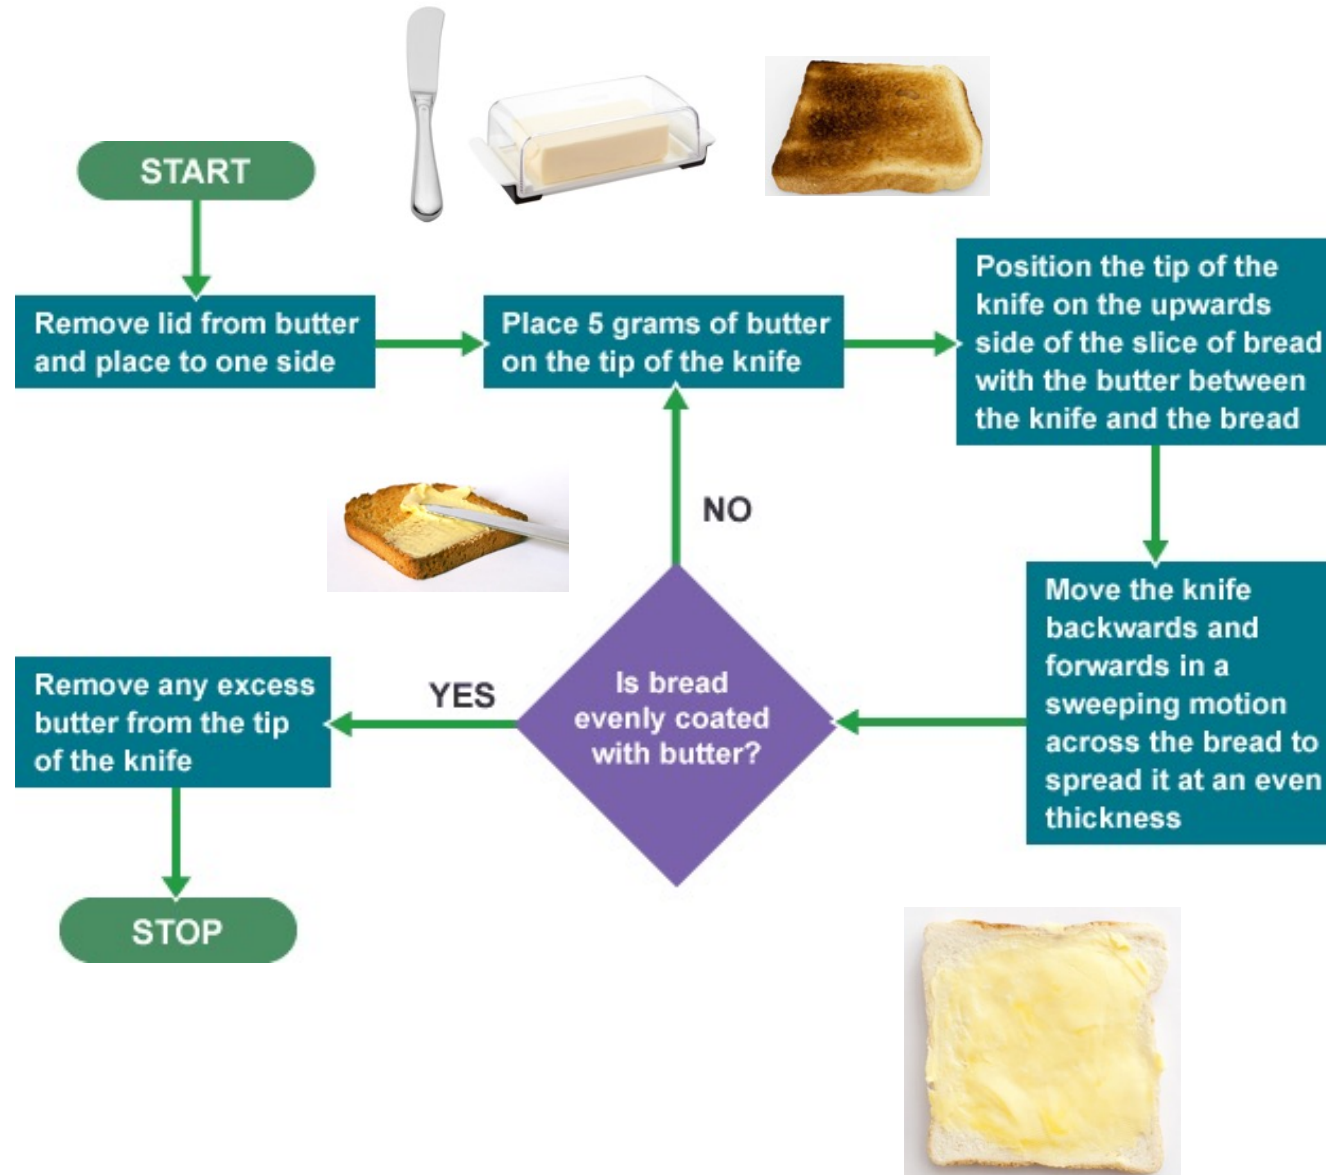 START
Remove lid from butter
and place to one side
Place 5 grams of butter
on the tip of the knife
Position the tip of the
knife on the upwards
side of the slice of bread
with the butter between
the knife and the bread
Move the knife
backwards and
forwards in a
sweeping motion
across the bread to
spread it at an even
thickness
Is bread
evenly coated
with butter?
NO
YES
Remove any excess
butter from the tip
of the knife
STOP